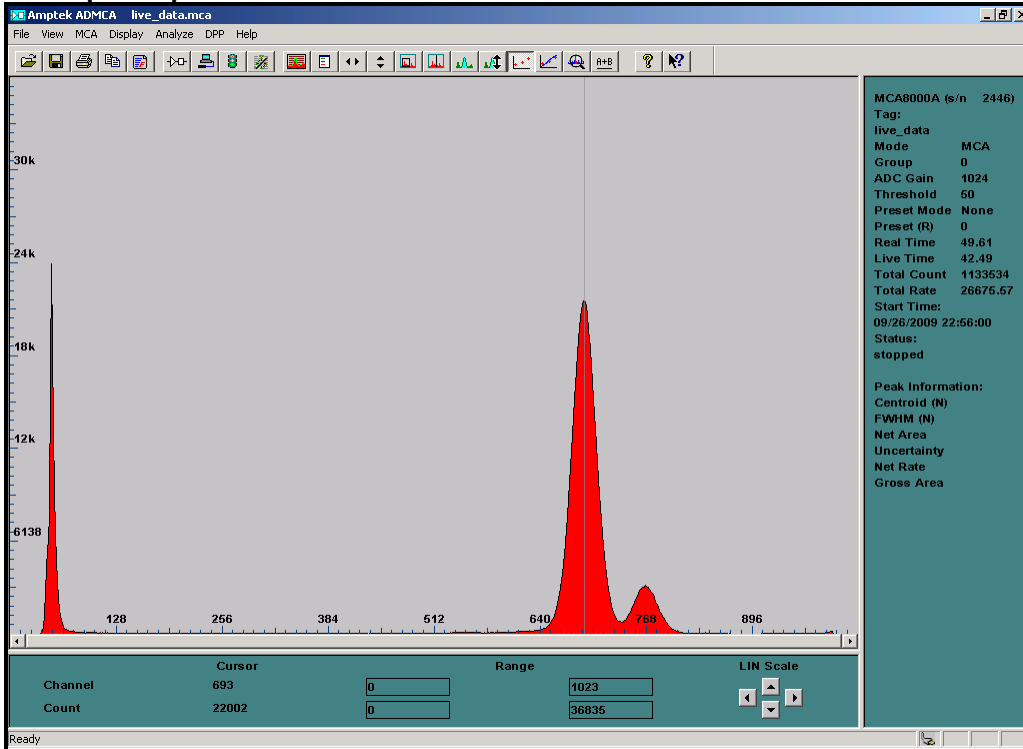 Amptek ADMCA live_data.mca
File View MCA Display Analyze DPP Help
A+B
30k
24k
18k
12k
6138
128 256 384 512 640 768 896
MCA8000A (s/n 2446)
Tag:
live_data
Mode MCA
Group 0
ADC Gain 1024
Threshold 50
Preset Mode None
Preset (R) 0
Real Time 49.61
Live Time 42.49
Total Count 1133534
Total Rate 26675.57
Start Time:
09/26/2009 22:56:00
Status:
stopped
Peak Information:
Centroid (N)
FWHM (N)
Net Area
Uncertainty
Net Rate
Gross Area
Cursor Range LIN Scale
Channel 693 0 1023
Count 22002 0 36835
Ready